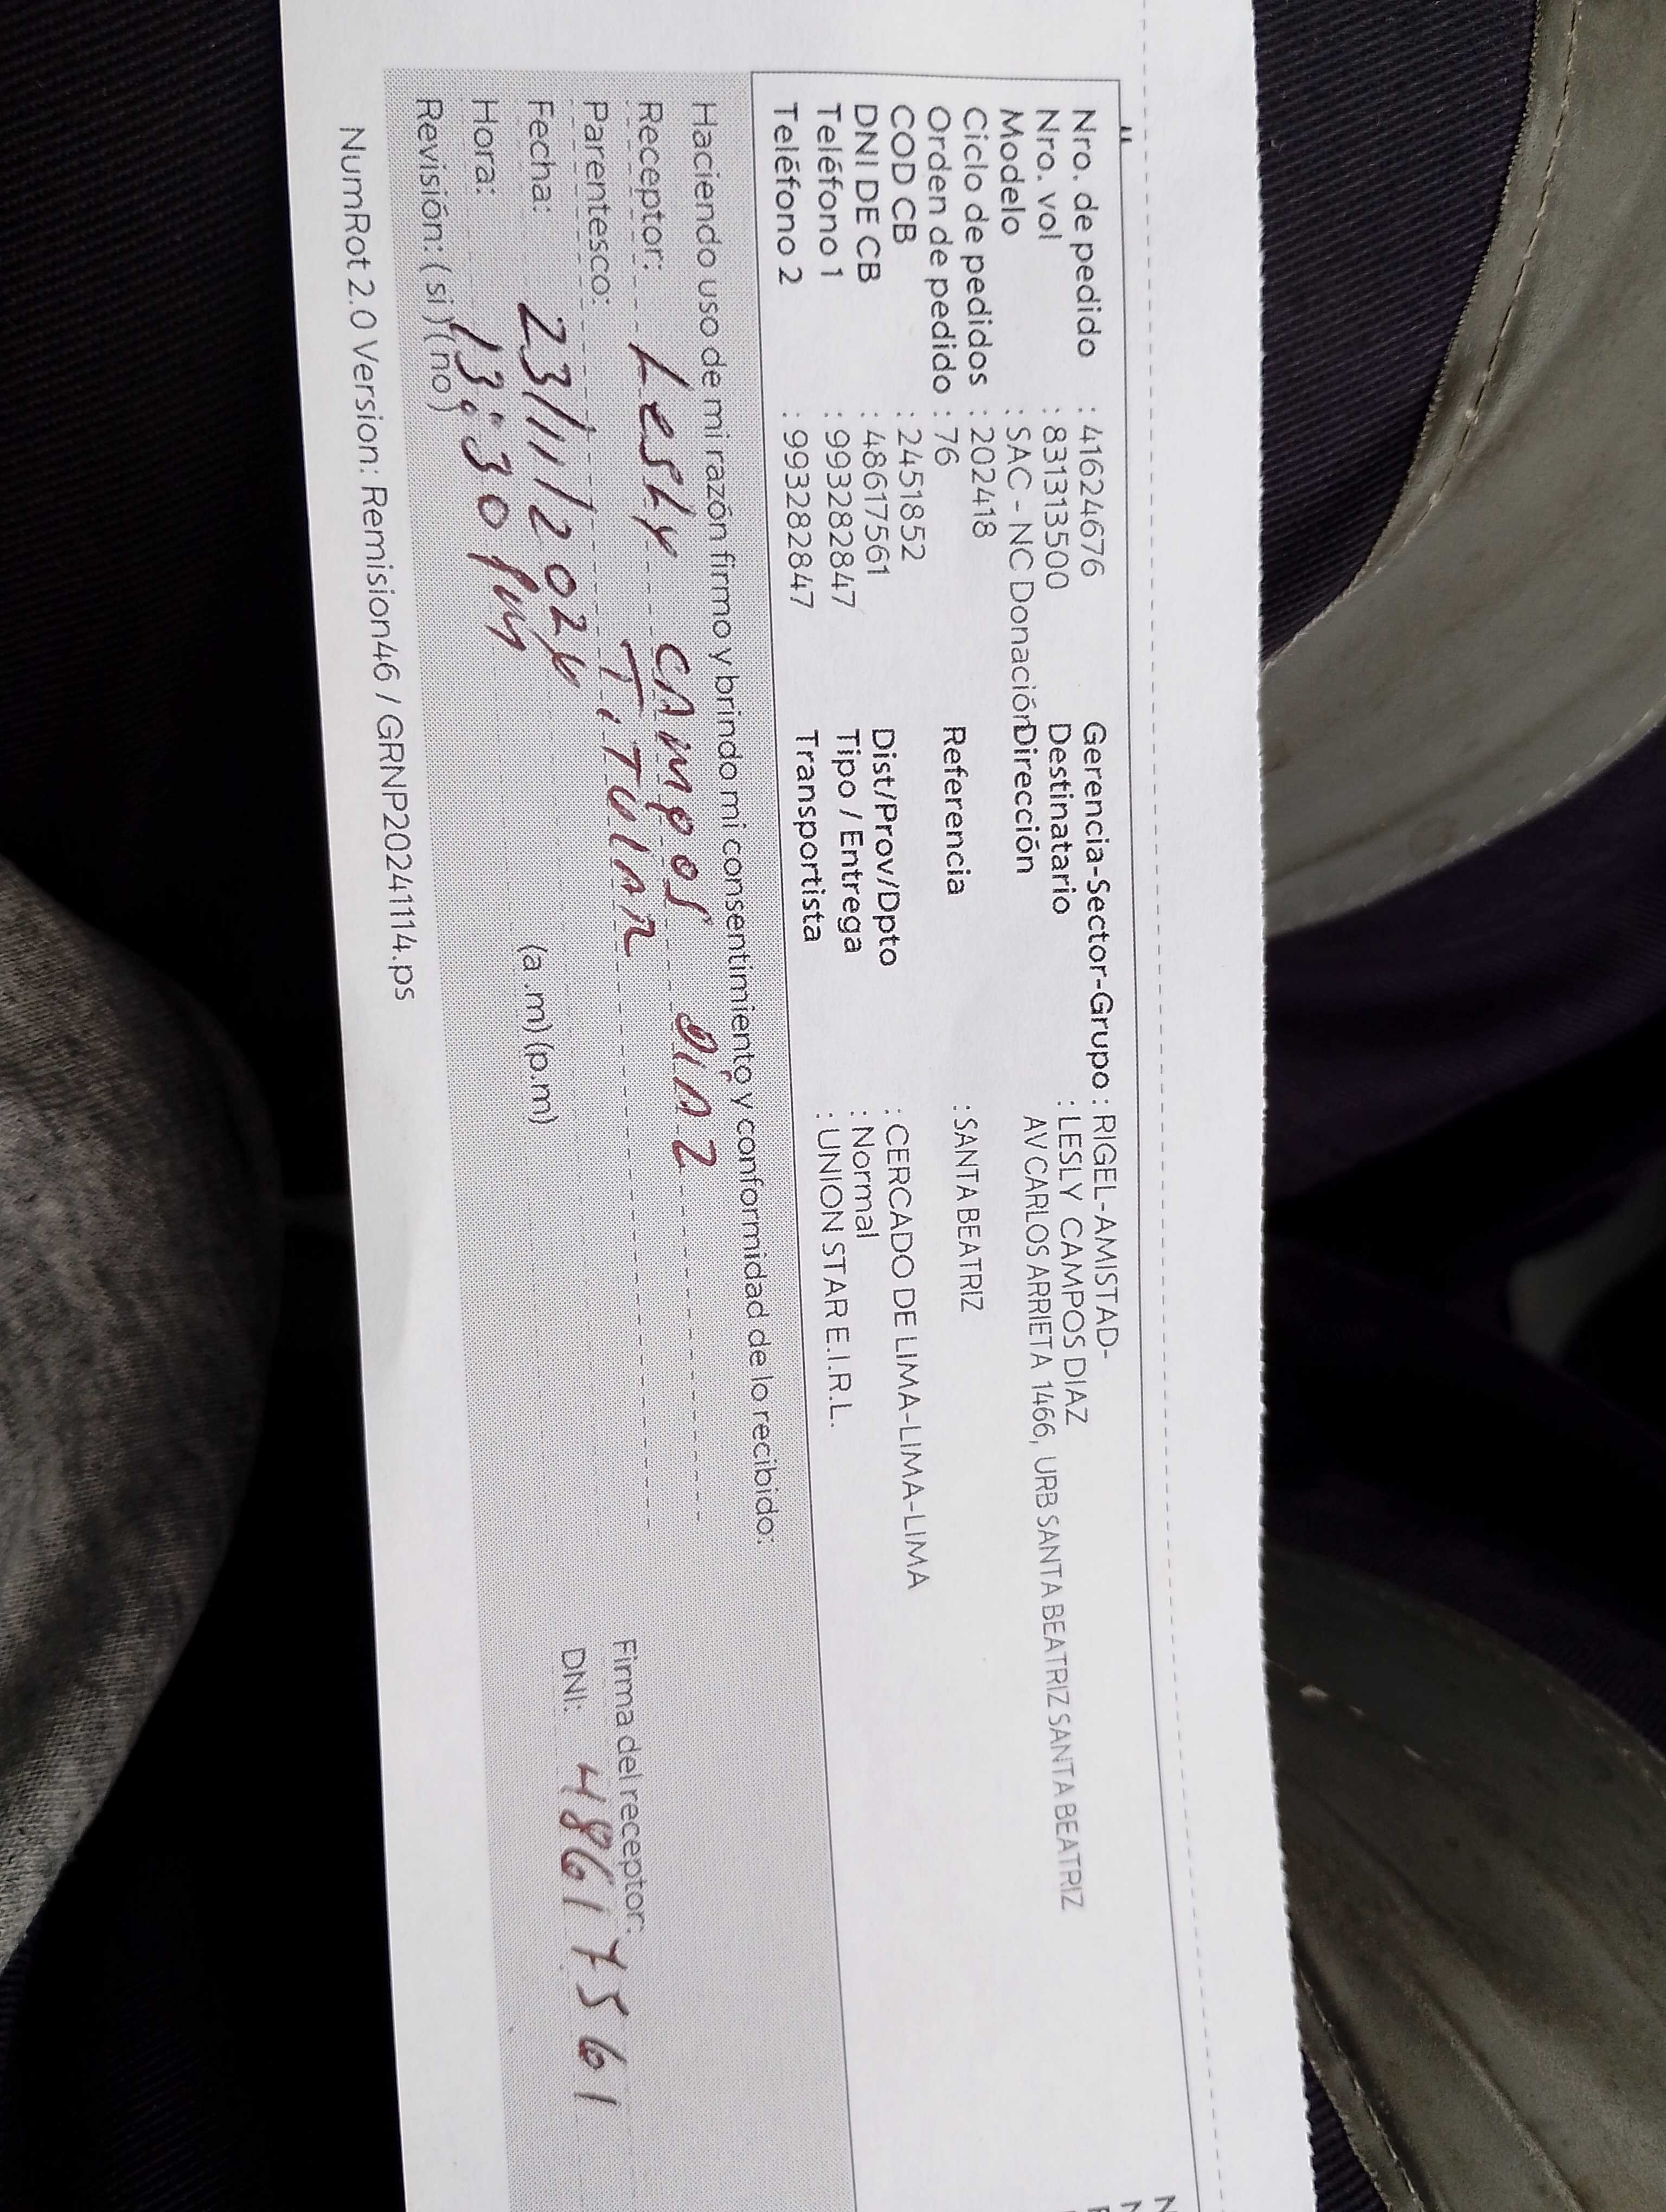 Nro. de pedido : 41624676 Gerencia-Sector-Grupo : RIGEL-AMISTAD-
Nro. vol : 831313500 Destinatario : LESLY CAMPOS DIAZ
Modelo : SAC - NC Donación Dirección AV CARLOS ARRIETA 1466, URB SANTA BEATRIZ SANTA BEATRIZ
Ciclo de pedidos : 202418
Orden de pedido : 76 Referencia : SANTA BEATRIZ
COD CB : 2451852
DNI DE CB : 48617561 Dist/Prov/Dpto : CERCADO DE LIMA-LIMA-LIMA
Teléfono 1 : 993282847 Tipo / Entrega : Normal
Teléfono 2 : 993282847 Transportista : UNION STAR E.I.R.L.
Haciendo uso de mi razón firmo y brindo mi consentimiento y conformidad de lo recibido:
Receptor: Lesly CAMPOS DIAZ
Parentesco: TiTULAR Firma del receptor:
Fecha: 23/11/2024 (a .m) (p.m) DNI: 48617561
Hora: 13:30 pm
Revisión: ( si ) ( no )
NumRot 2.0 Version: Remision46 / GRNP20241114.ps